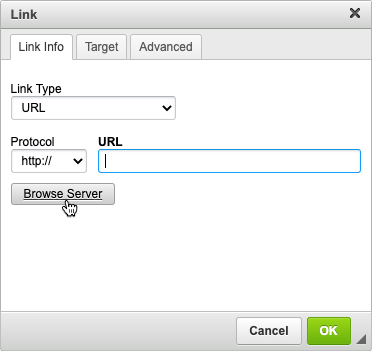 Link
Link Info Target Advanced
Link Type
URL
Protocol URL
http://
Browse Server
Cancel OK